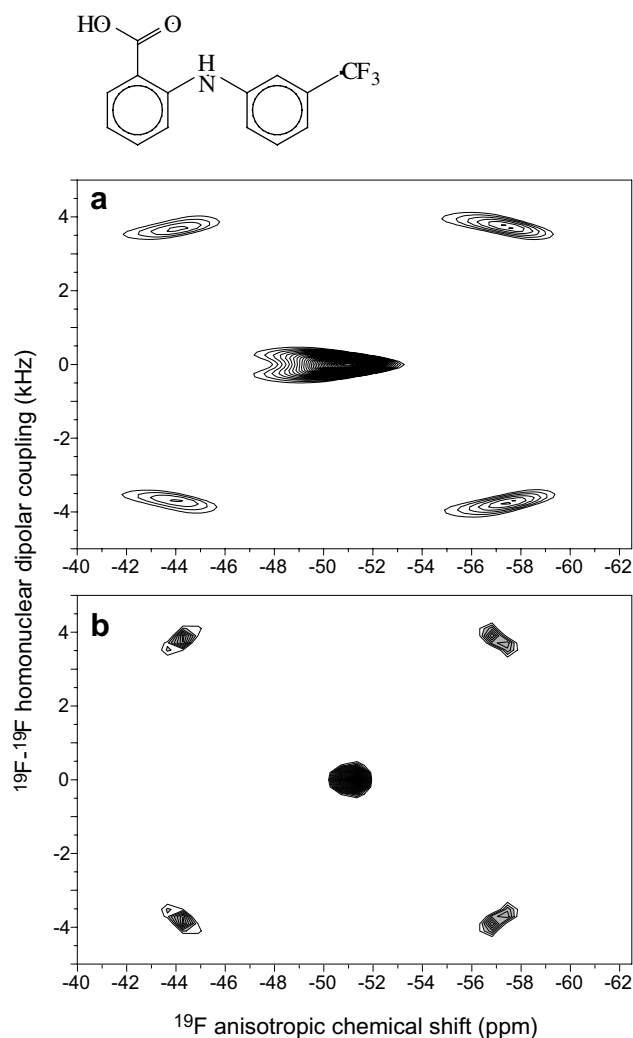 HO
O
H
N
CF3
a
4
2
0
-2
-4
-40 -42 -44 -46 -48 -50 -52 -54 -56 -58 -60 -62
b
4
2
0
-2
-4
-40 -42 -44 -46 -48 -50 -52 -54 -56 -58 -60 -62
19F-19F homonuclear dipolar coupling (kHz)
19F anisotropic chemical shift (ppm)